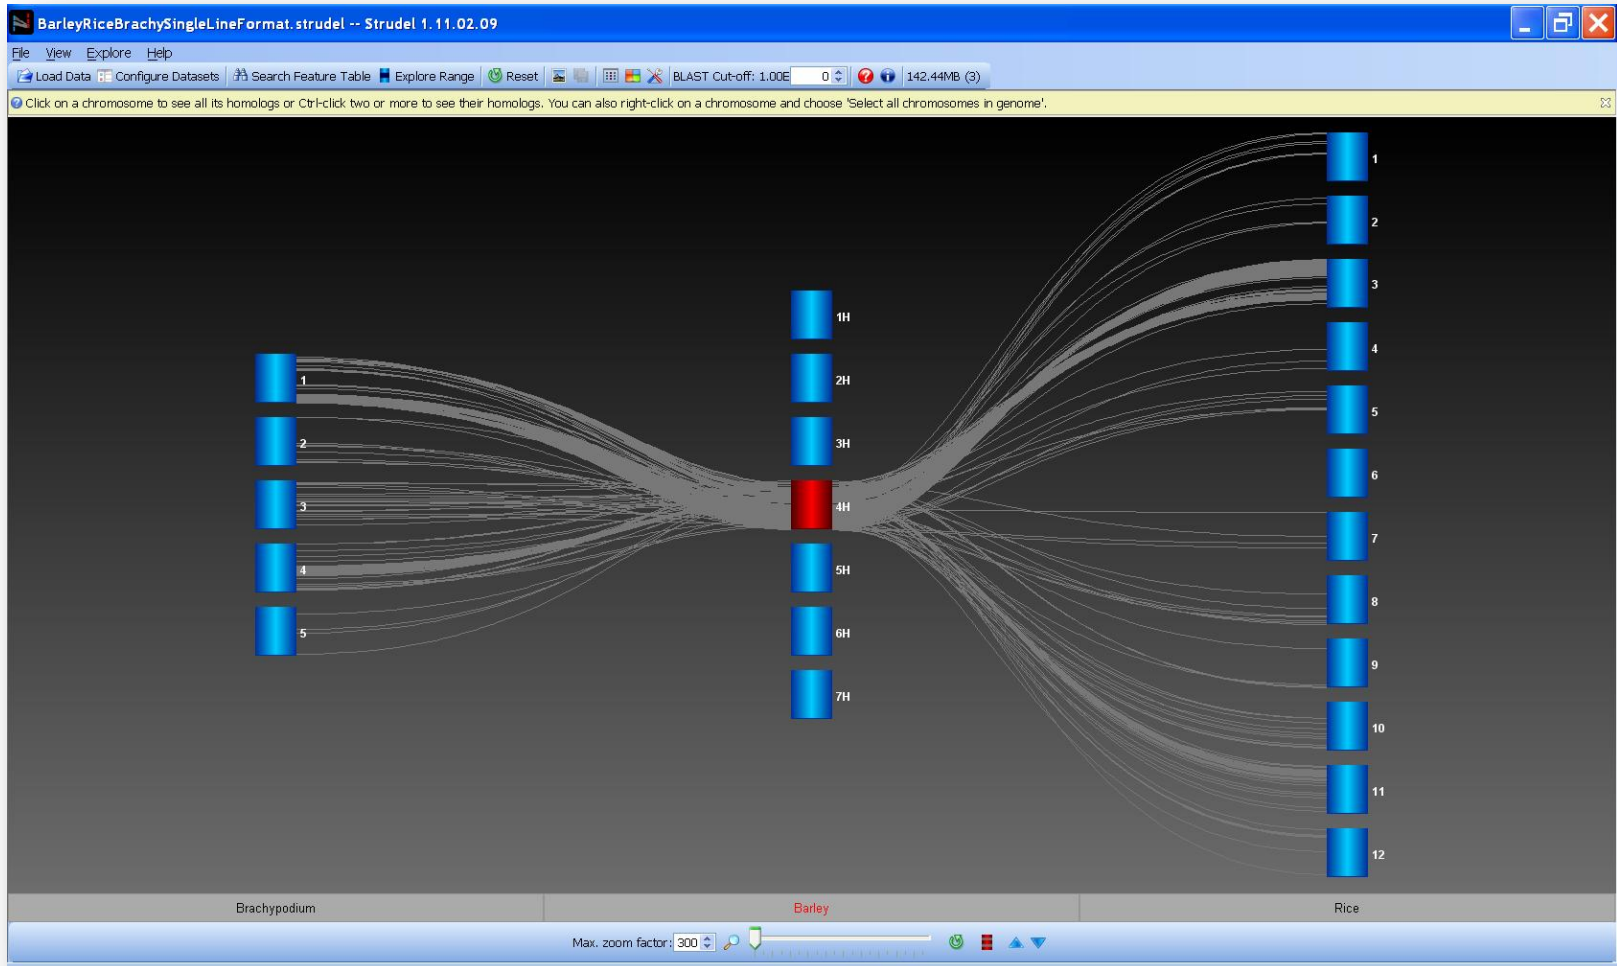 BarleyRiceBrachySingleLineFormat.strudel -- Strudel 1.11.02.09
File View Explore Help
Load Data Configure Datasets Search Feature Table Explore Range Reset BLAST Cut-off: 1.00E 0 142.44MB (3)
Click on a chromosome to see all its homologs or Ctrl-click two or more to see their homologs. You can also right-click on a chromosome and choose 'Select all chromosomes in genome'.
1
2
3
4
5
1H
2H
3H
4H
5H
6H
7H
1
2
3
4
5
6
7
8
9
10
11
12
Brachypodium Barley Rice
Max. zoom factor: 300